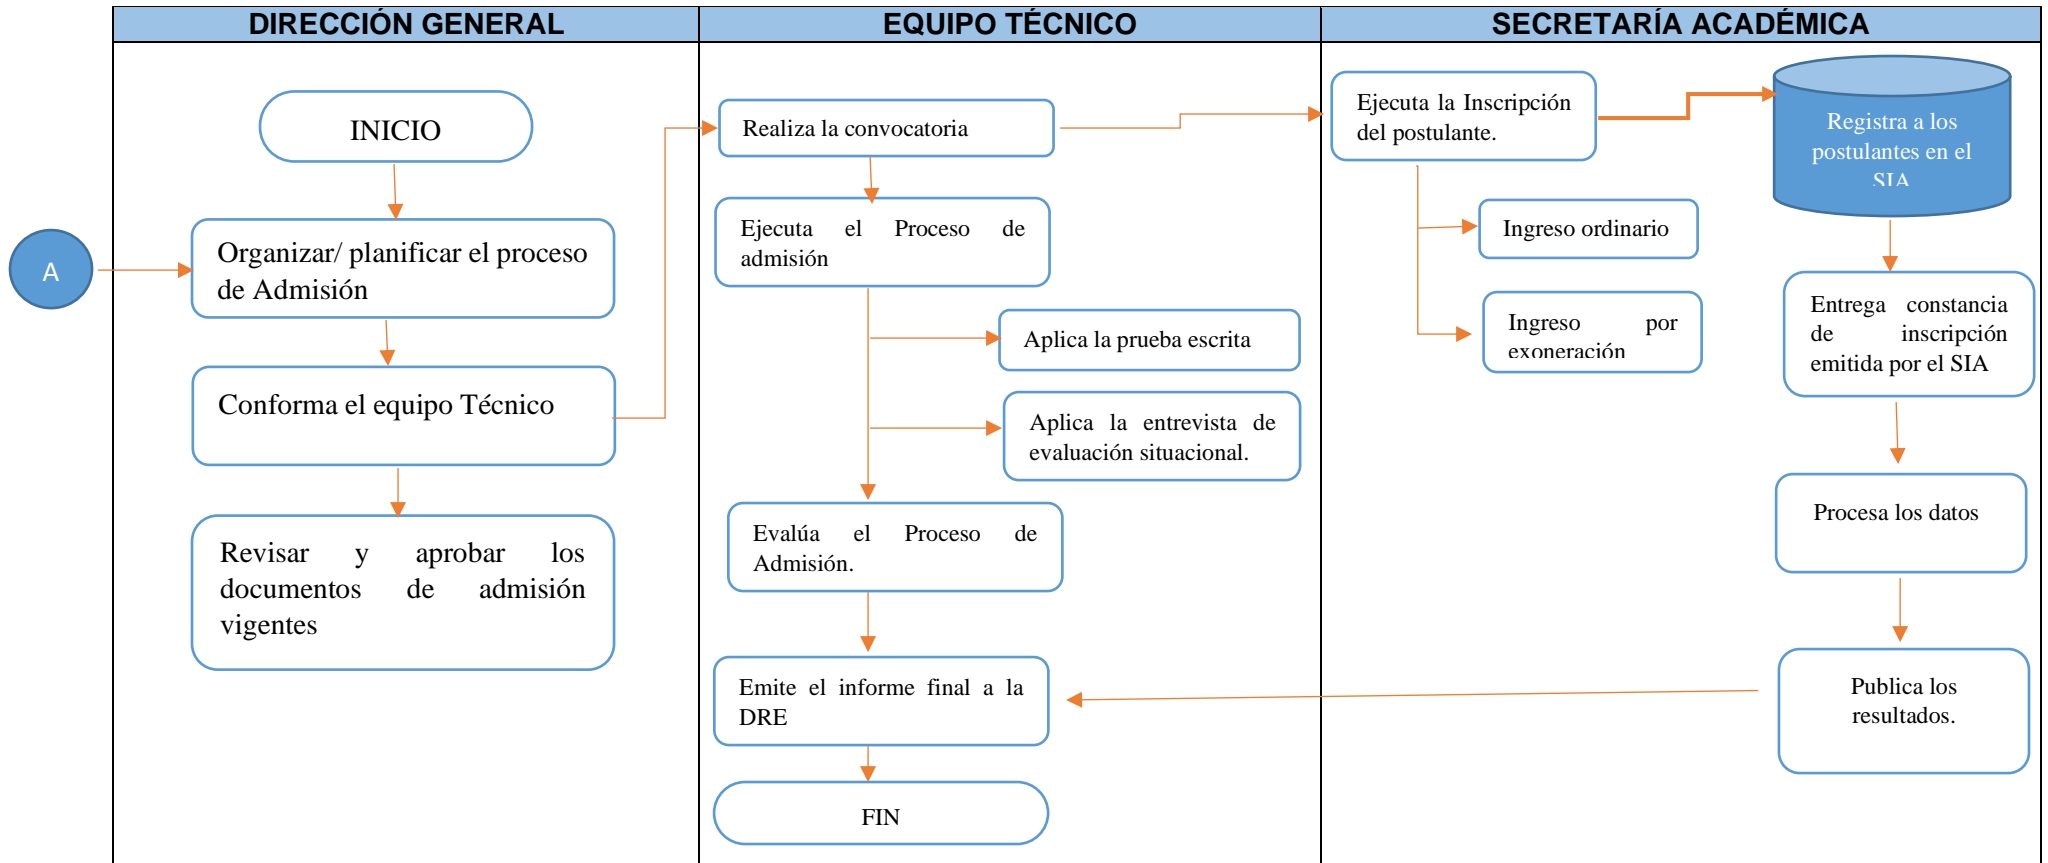 DIRECCIÓN GENERAL
EQUIPO TÉCNICO
SECRETARÍA ACADÉMICA
A
INICIO
Organizar/ planificar el proceso
de Admisión
Conforma el equipo Técnico
Revisar y aprobar los
documentos de admisión
vigentes
Realiza la convocatoria
Ejecuta el Proceso de
admisión
Aplica la prueba escrita
Aplica la entrevista de
evaluación situacional.
Evalúa el Proceso de
Admisión.
Emite el informe final a la
DRE
FIN
Ejecuta la Inscripción
del postulante.
Ingreso ordinario
Ingreso por
exoneración
Registra a los
postulantes en el
SIA
Entrega constancia
de inscripción
emitida por el SIA
Procesa los datos
Publica los
resultados.